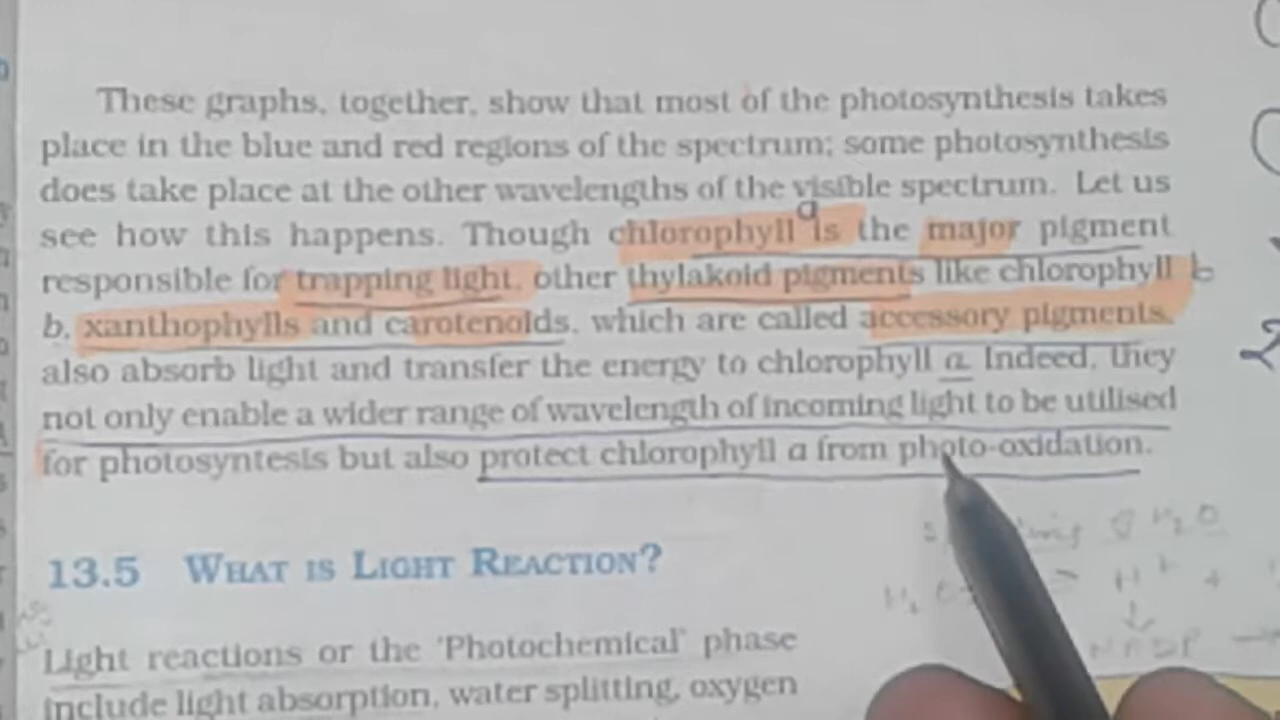 These graphs, together, show that most of the photosynthesis takes
place in the blue and red regions of the spectrum; some photosynthesis
does take place at the other wavelengths of the visible spectrum. Let us
a
see how this happens. Though chlorophyll is the major pigment
responsible for trapping light, other thylakoid pigments like chlorophyll b
b, xanthophylls and carotenoids, which are called accessory pigments,
also absorb light and transfer the energy to chlorophyll a. Indeed, they
not only enable a wider range of wavelength of incoming light to be utilised
for photosyntesis but also protect chlorophyll a from photo-oxidation.
H2O
13.5 WHAT IS LIGHT REACTION?
H+ +
NADP
Light reactions or the 'Photochemical' phase
include light absorption, water splitting, oxygen